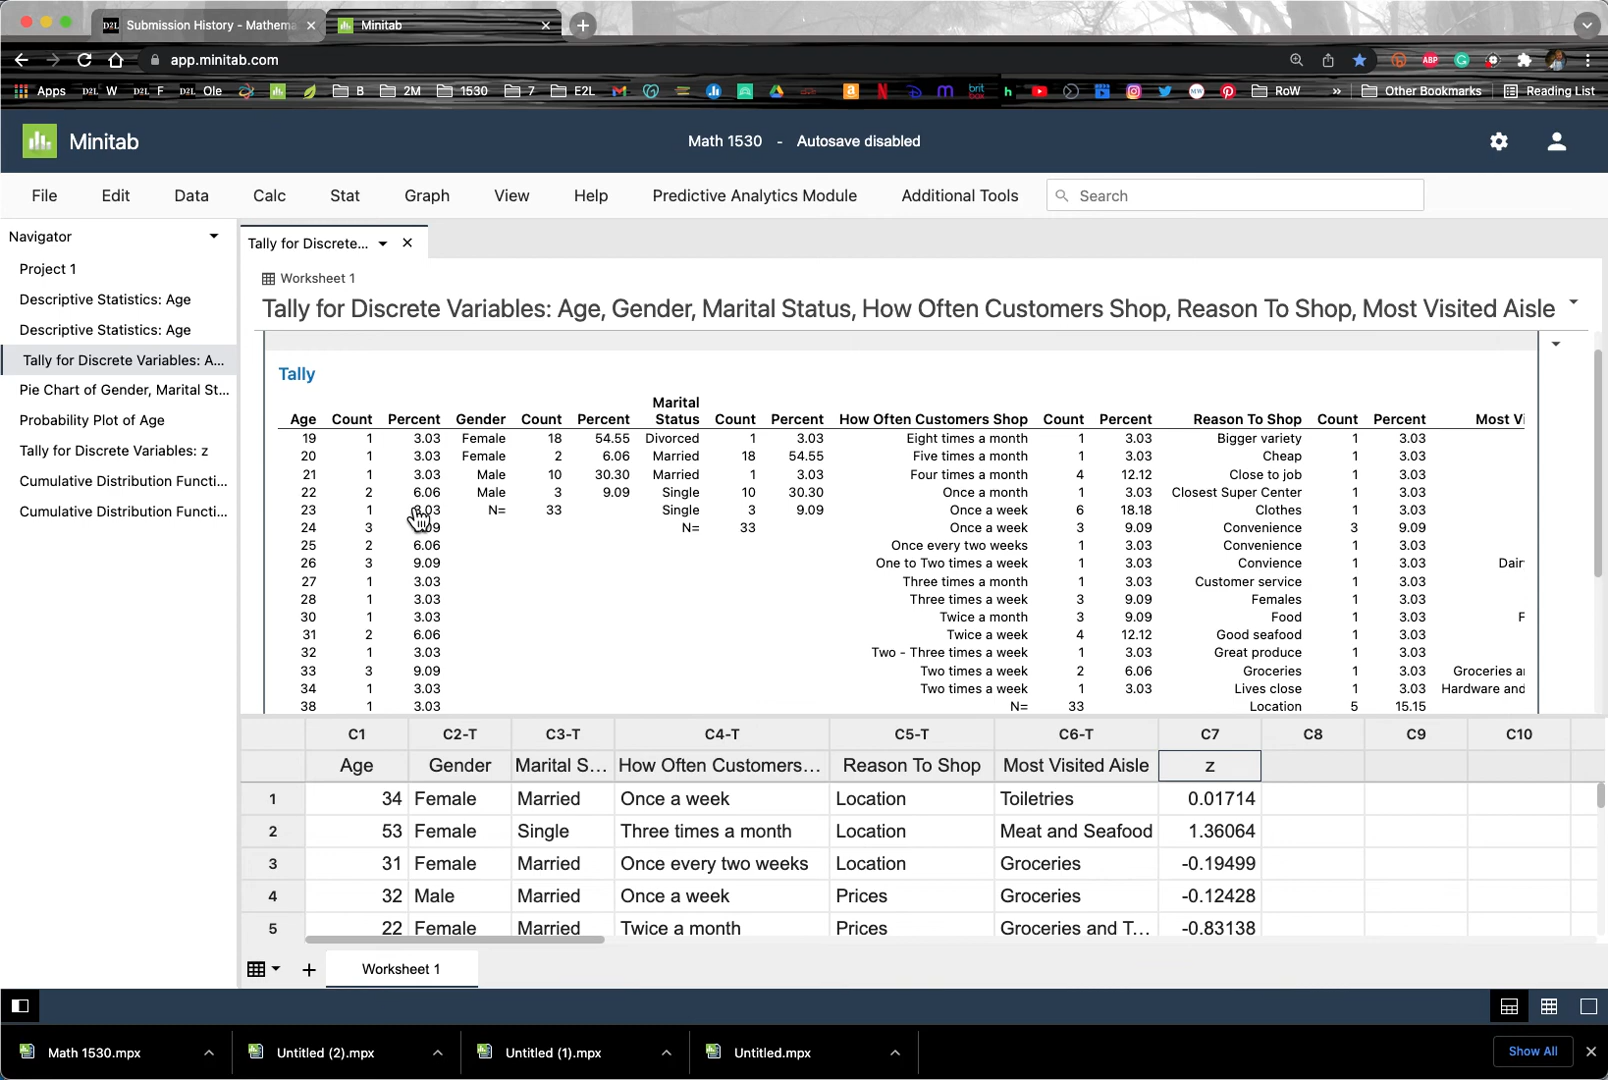 Submission History - Mathema
Minitab
app.minitab.com
Apps D2L W D2L F D2L Ole B 2M 1530 7 E2L RoW » Other Bookmarks Reading List
Minitab
Math 1530 - Autosave disabled
File Edit Data Calc Stat Graph View Help Predictive Analytics Module Additional Tools Search
Navigator
Project 1
Descriptive Statistics: Age
Descriptive Statistics: Age
Tally for Discrete Variables: A...
Pie Chart of Gender, Marital St...
Probability Plot of Age
Tally for Discrete Variables: z
Cumulative Distribution Functi...
Cumulative Distribution Functi...
Tally for Discrete...
Worksheet 1
Tally for Discrete Variables: Age, Gender, Marital Status, How Often Customers Shop, Reason To Shop, Most Visited Aisle
Tally
Age Count Percent Gender Count Percent Marital Status Count Percent How Often Customers Shop Count Percent Reason To Shop Count Percent Most Vi
19 1 3.03 Female 18 54.55 Divorced 1 3.03 Eight times a month 1 3.03 Bigger variety 1 3.03
20 1 3.03 Female 2 6.06 Married 18 54.55 Five times a month 1 3.03 Cheap 1 3.03
21 1 3.03 Male 10 30.30 Married 1 3.03 Four times a month 4 12.12 Close to job 1 3.03
22 2 6.06 Male 3 9.09 Single 10 30.30 Once a month 1 3.03 Closest Super Center 1 3.03
23 1 3.03 N= 33 Single 3 9.09 Once a week 6 18.18 Clothes 1 3.03
24 3 9.09 N= 33 Once a week 3 9.09 Convenience 3 9.09
25 2 6.06 Once every two weeks 1 3.03 Convenience 1 3.03
26 3 9.09 One to Two times a week 1 3.03 Convience 1 3.03 Dair
27 1 3.03 Three times a month 1 3.03 Customer service 1 3.03
28 1 3.03 Three times a week 3 9.09 Females 1 3.03
30 1 3.03 Twice a month 3 9.09 Food 1 3.03 F
31 2 6.06 Twice a week 4 12.12 Good seafood 1 3.03
32 1 3.03 Two - Three times a week 1 3.03 Great produce 1 3.03
33 3 9.09 Two times a week 2 6.06 Groceries 1 3.03 Groceries a
34 1 3.03 Two times a week 1 3.03 Lives close 1 3.03 Hardware and
38 1 3.03 N= 33 Location 5 15.15
C1 C2-T C3-T C4-T C5-T C6-T C7 C8 C9 C10
Age Gender Marital S... How Often Customers... Reason To Shop Most Visited Aisle z
1 34 Female Married Once a week Location Toiletries 0.01714
2 53 Female Single Three times a month Location Meat and Seafood 1.36064
3 31 Female Married Once every two weeks Location Groceries -0.19499
4 32 Male Married Once a week Prices Groceries -0.12428
5 22 Female Married Twice a month Prices Groceries and T... -0.83138
Worksheet 1
Math 1530.mpx Untitled (2).mpx Untitled (1).mpx Untitled.mpx Show All